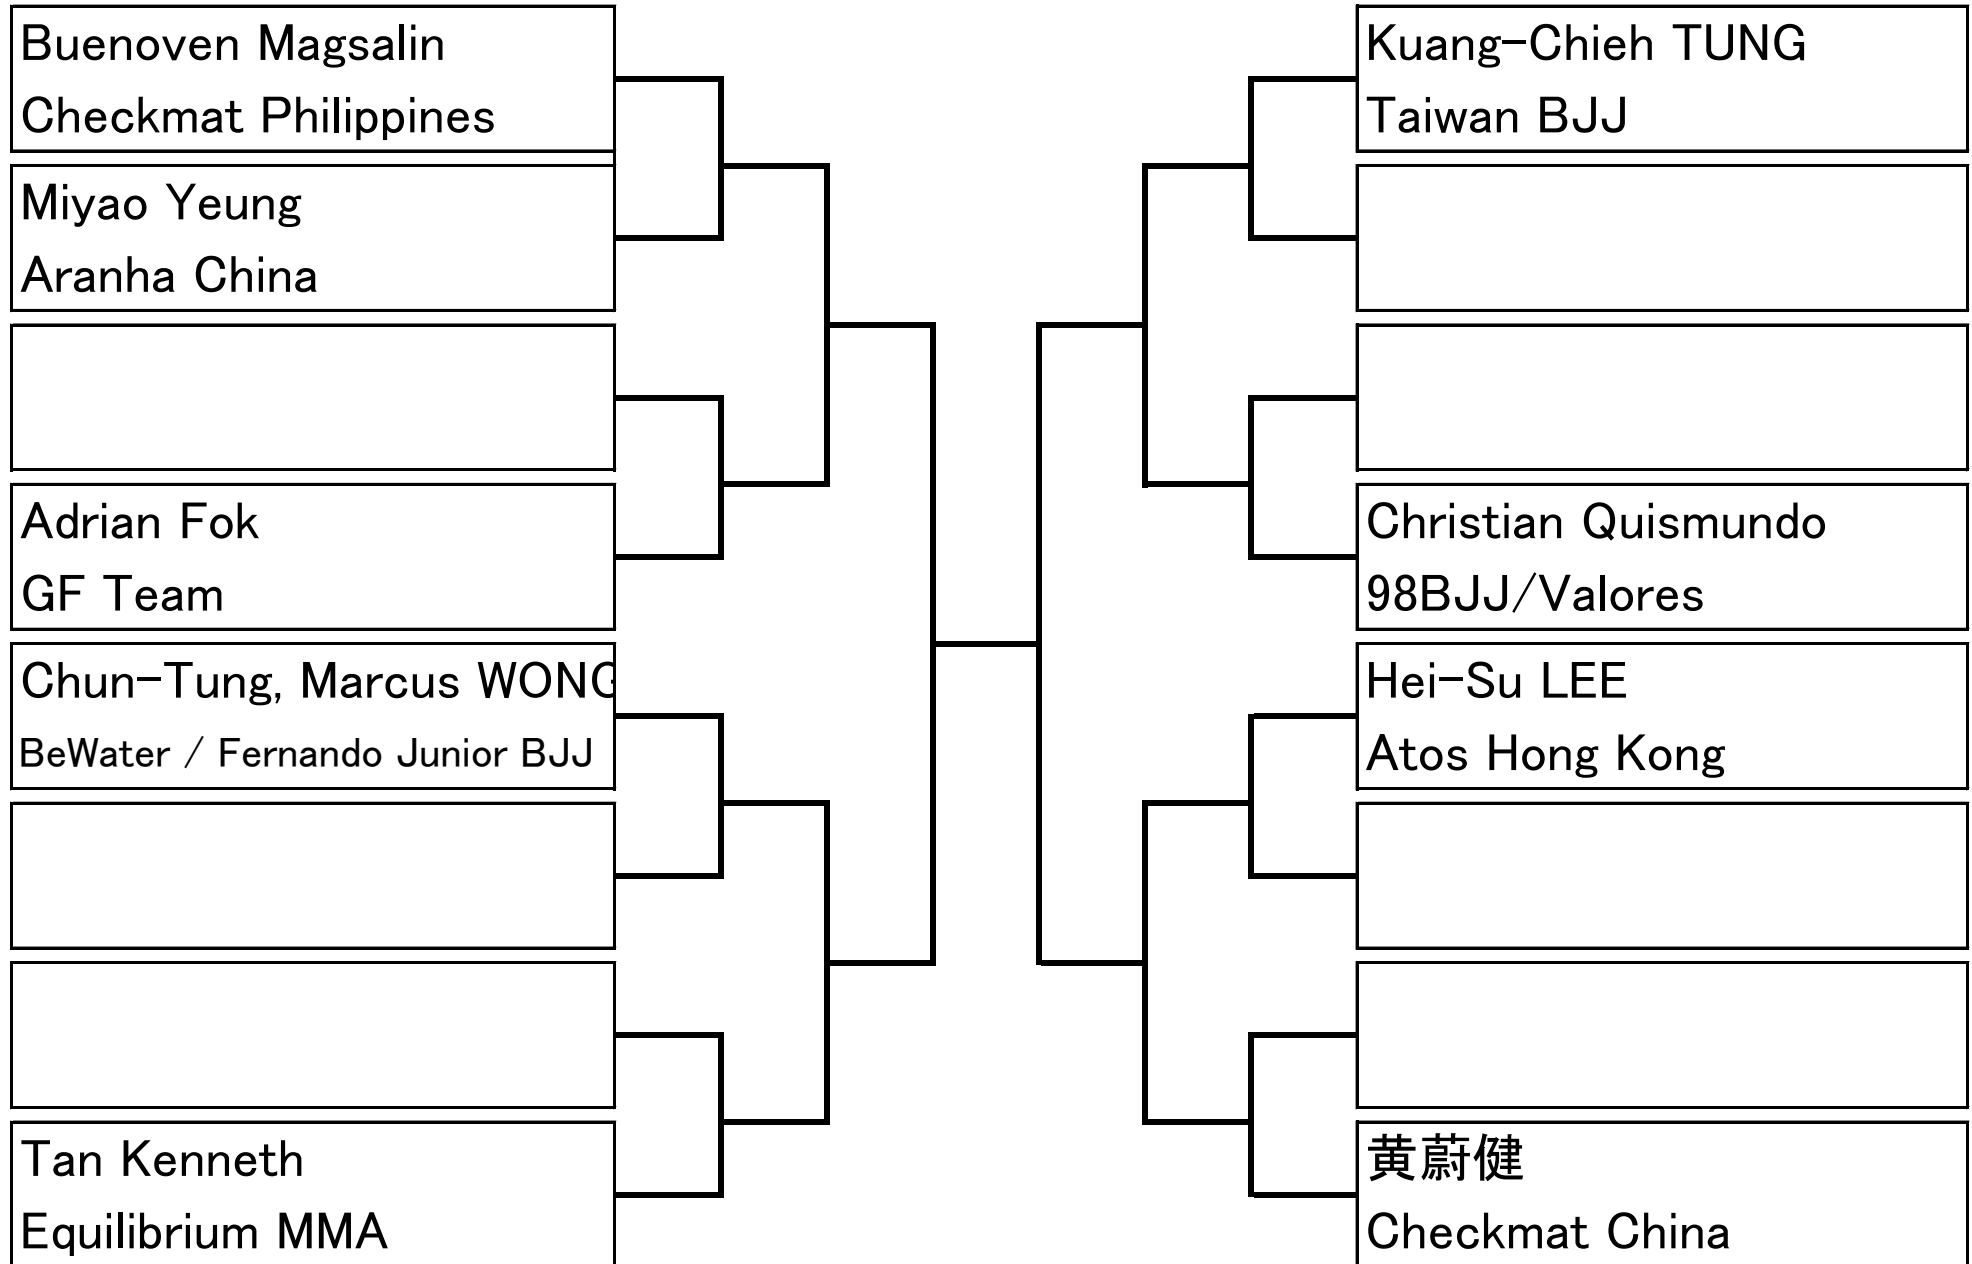 Buenoven Magsalin
Checkmat Philippines
Miyao Yeung
Aranha China
Adrian Fok
GF Team
Chun-Tung, Marcus WONG
BeWater / Fernando Junior BJJ
Tan Kenneth
Equilibrium MMA
Kuang-Chieh TUNG
Taiwan BJJ
Christian Quismundo
98BJJ/Valores
Hei-Su LEE
Atos Hong Kong
黄蔚健
Checkmat China